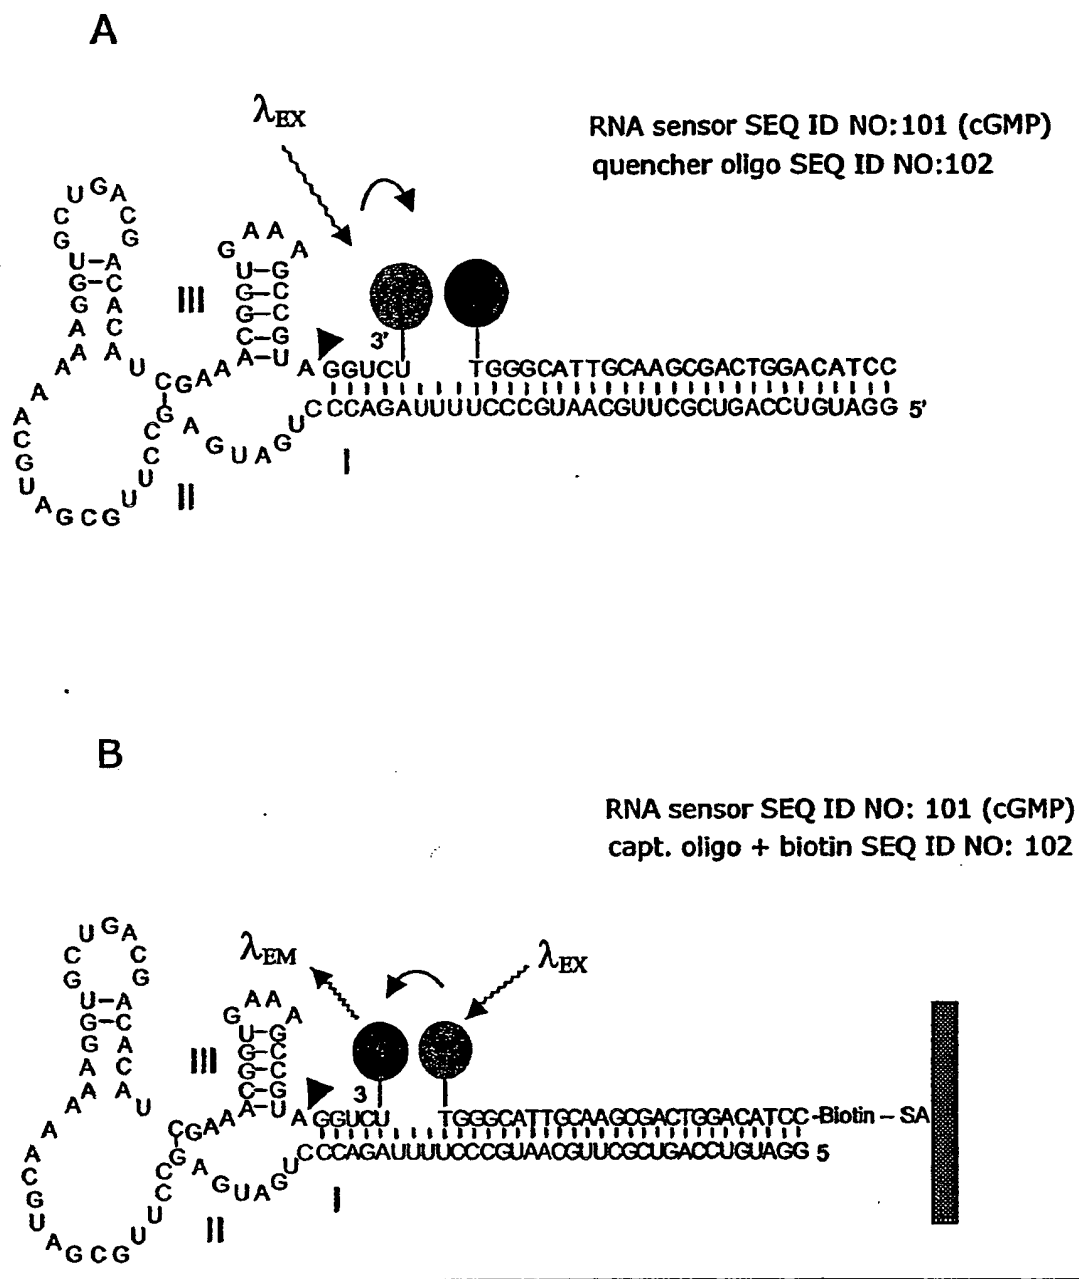 A
λEX
RNA sensor SEQ ID NO:101 (cGMP)
quencher oligo SEQ ID NO:102
III
3'
AGGUCU
TGGGCATTGCAAGCGACTGGACATCC
CCCAGAUUUUCCCGUAACGUUCGCUGACCUGUAGG 5'
I
II
B
RNA sensor SEQ ID NO: 101 (cGMP)
capt. oligo + biotin SEQ ID NO: 102
λEM
λEX
III
3
AGGUCU
TGGGCATTGCAAGCGACTGGACATCC-Biotin – SA
CCCAGAUUUUCCCGUAACGUUCGCUGACCUGUAGG 5
I
II